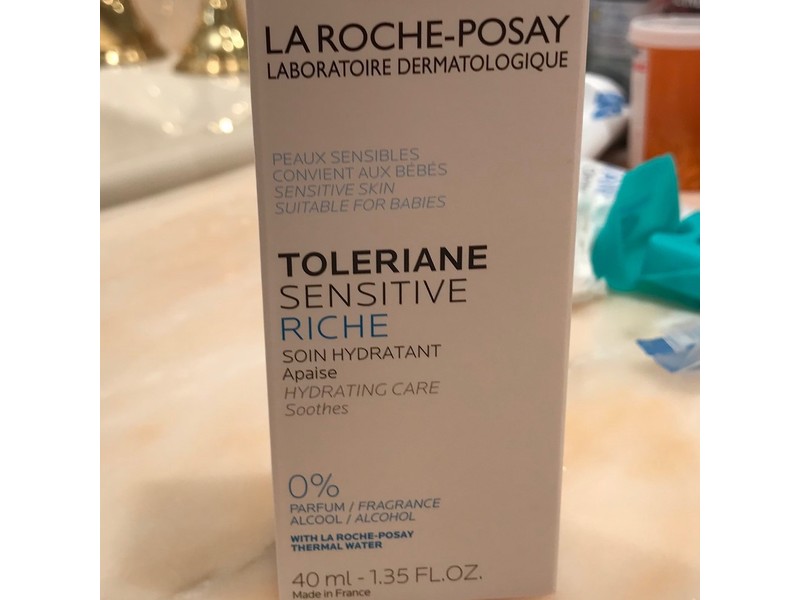 LA ROCHE-POSAY
LABORATOIRE DERMATOLOGIQUE
PEAUX SENSIBLES
CONVIENT AUX BÉBÉS
SENSITIVE SKIN
SUITABLE FOR BABIES
TOLERIANE
SENSITIVE
RICHE
SOIN HYDRATANT
Apaise
HYDRATING CARE
Soothes
0%
PARFUM / FRAGRANCE
ALCOOL / ALCOHOL
WITH LA ROCHE-POSAY
THERMAL WATER
40 ml - 1.35 FL.OZ.
Made in France